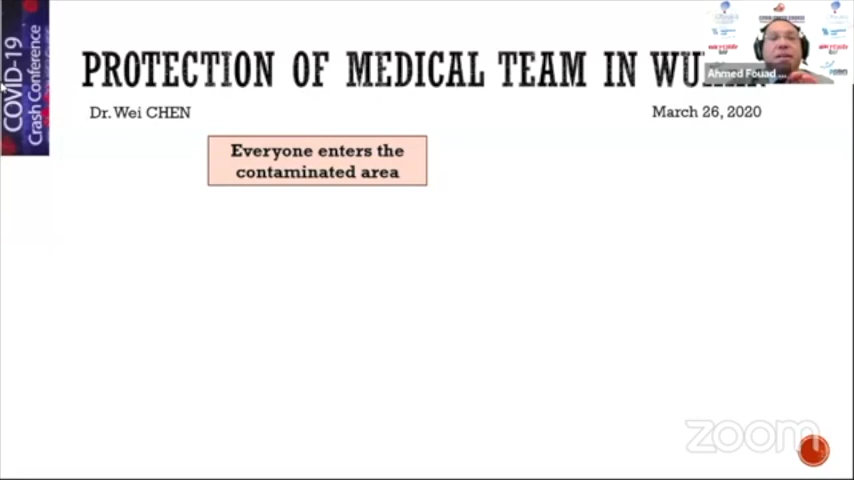 COVID-19
Crash Conference
PROTECTION OF MEDICAL TEAM IN
Ahmed Fouad ...
Dr. Wei CHEN
March 26, 2020
Everyone enters the
contaminated area
zoom